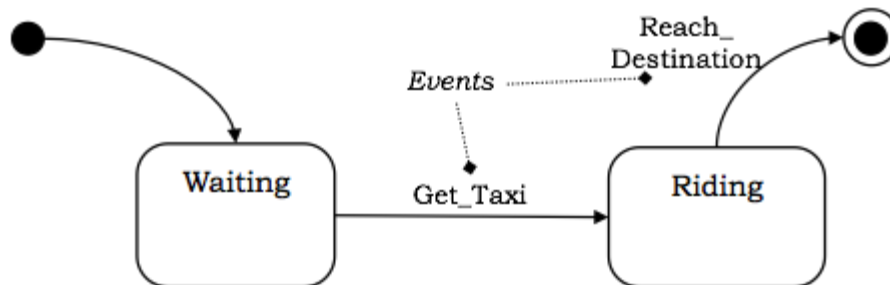 Reach_
Destination
Events
Waiting
Get_Taxi
Riding